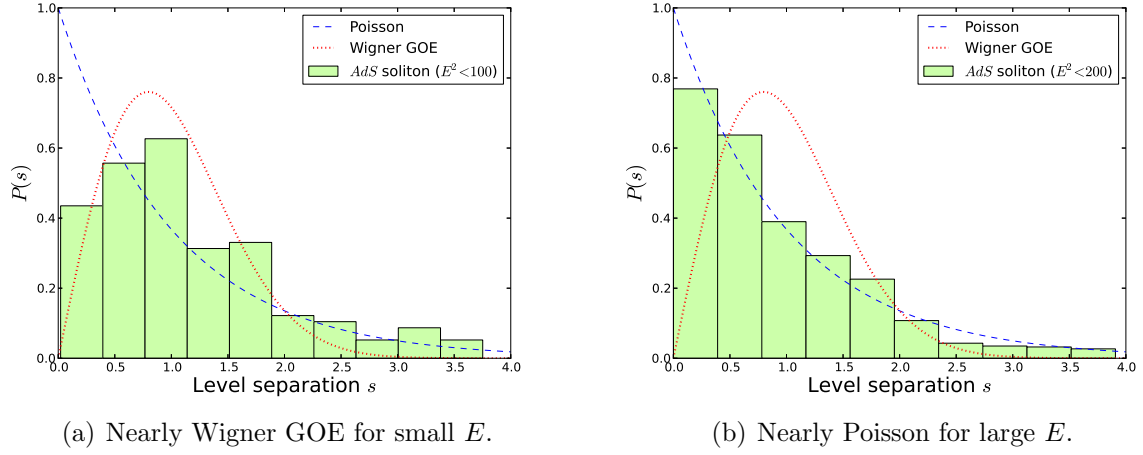 1.0
0.8
0.6
0.4
0.2
0.0
P(s)
Poisson
Wigner GOE
AdS soliton (E²<100)
0.0 0.5 1.0 1.5 2.0 2.5 3.0 3.5 4.0
Level separation s
(a) Nearly Wigner GOE for small E.
1.0
0.8
0.6
0.4
0.2
0.0
P(s)
Poisson
Wigner GOE
AdS soliton (E²<200)
0.0 0.5 1.0 1.5 2.0 2.5 3.0 3.5 4.0
Level separation s
(b) Nearly Poisson for large E.